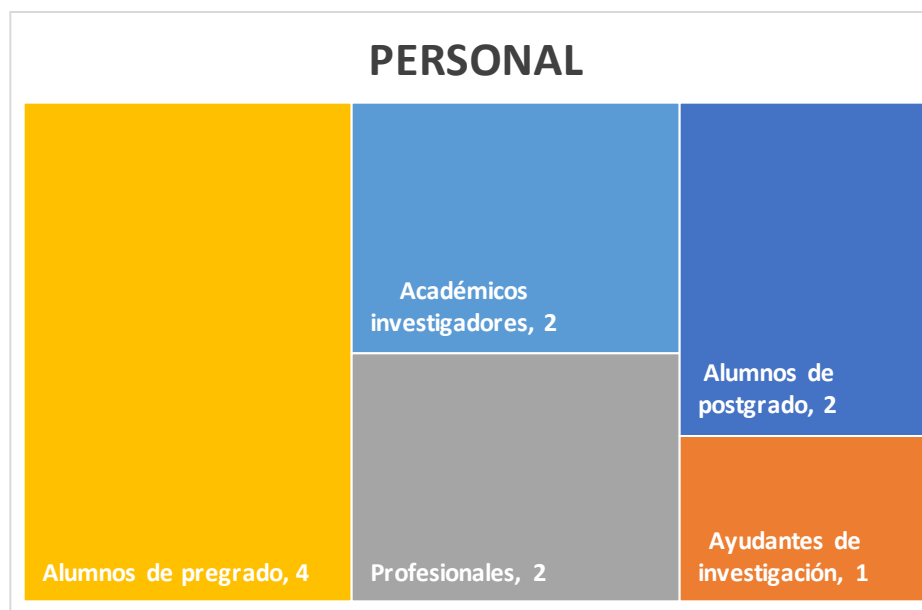 PERSONAL
Académicos
investigadores, 2
Alumnos de
postgrado, 2
Alumnos de pregrado, 4
Profesionales, 2
Ayudantes de
investigación, 1